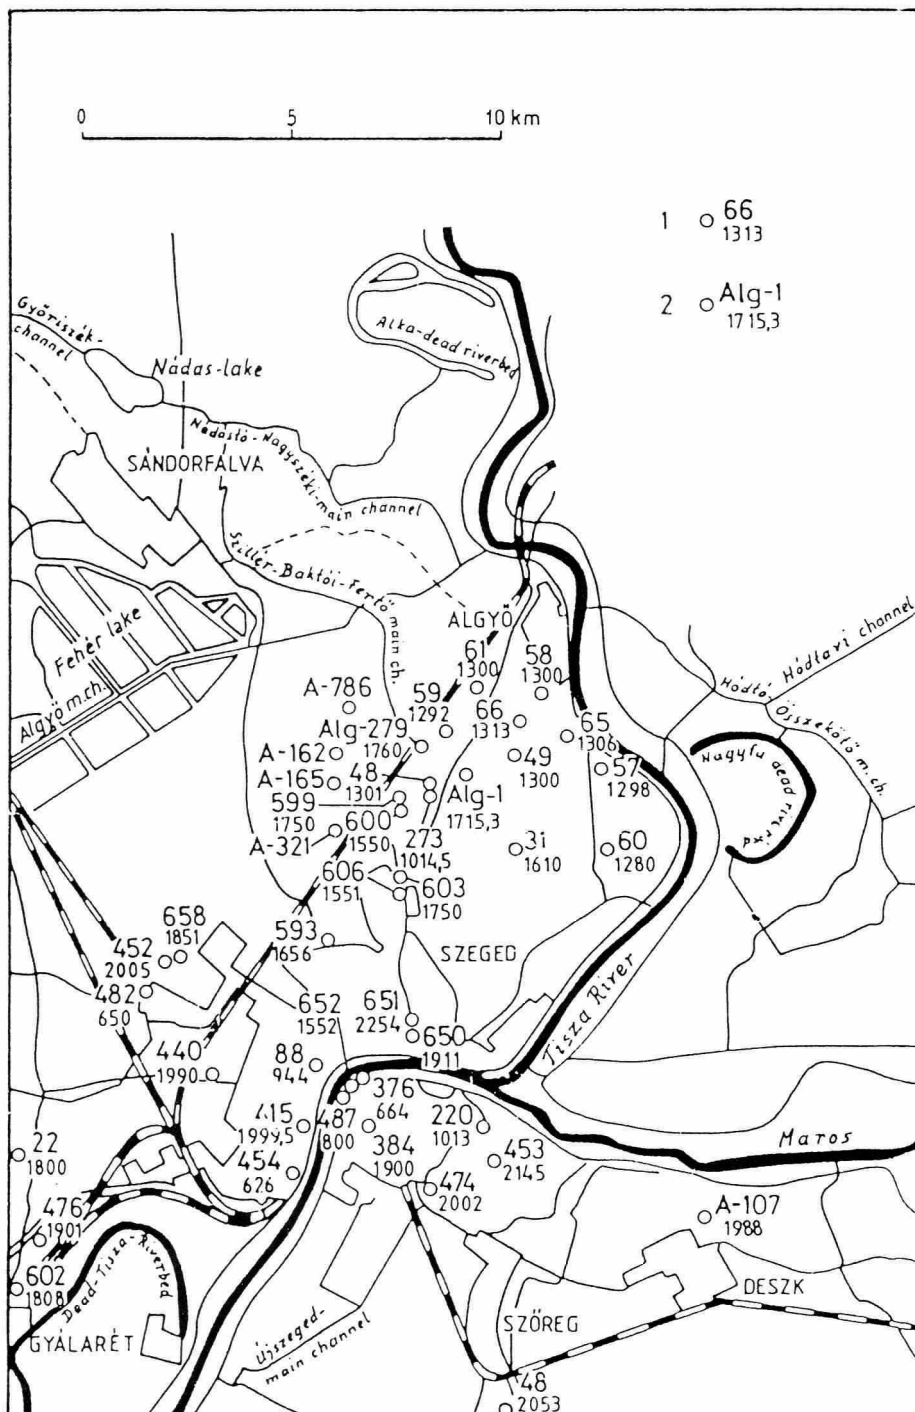 0 5 10 km
1 66
1313
2 Alg-1
1715,3
Győriszék-
channel
Nádas-lake
Alka-dead riverbed
Nádastó-Nagyszéki-main channel
SÁNDORFALVA
Szillér-Baktói-Fertő main ch.
Fehér lake
Algyő m.ch.
ALGYŐ
Hódtavi channel
Hódtó-Összekötő m.ch.
Nagyfa dead riverbed
61
1300
58
1300
A-786
59
1292
66
1313
65
1306
Alg-279
1760
A-162
49
1300
57
1298
A-165
48
1301
Alg-1
1715,3
599
1750
600
1550
A-321
273
1014,5
31
1610
60
1280
606
1551
603
1750
593
1656
SZEGED
658
1851
452
2005
482
650
652
1552
651
2254
650
1911
Tisza River
440
1990
88
944
376
664
415
1999,5
487
800
220
1013
Maros
22
1800
384
1900
453
2145
454
626
474
2002
A-107
1988
476
1901
602
1808
Dead-Tisza-Riverbed
DESZK
GYÁLARÉT
Újszeged-
main channel
SZŐREG
48
2053